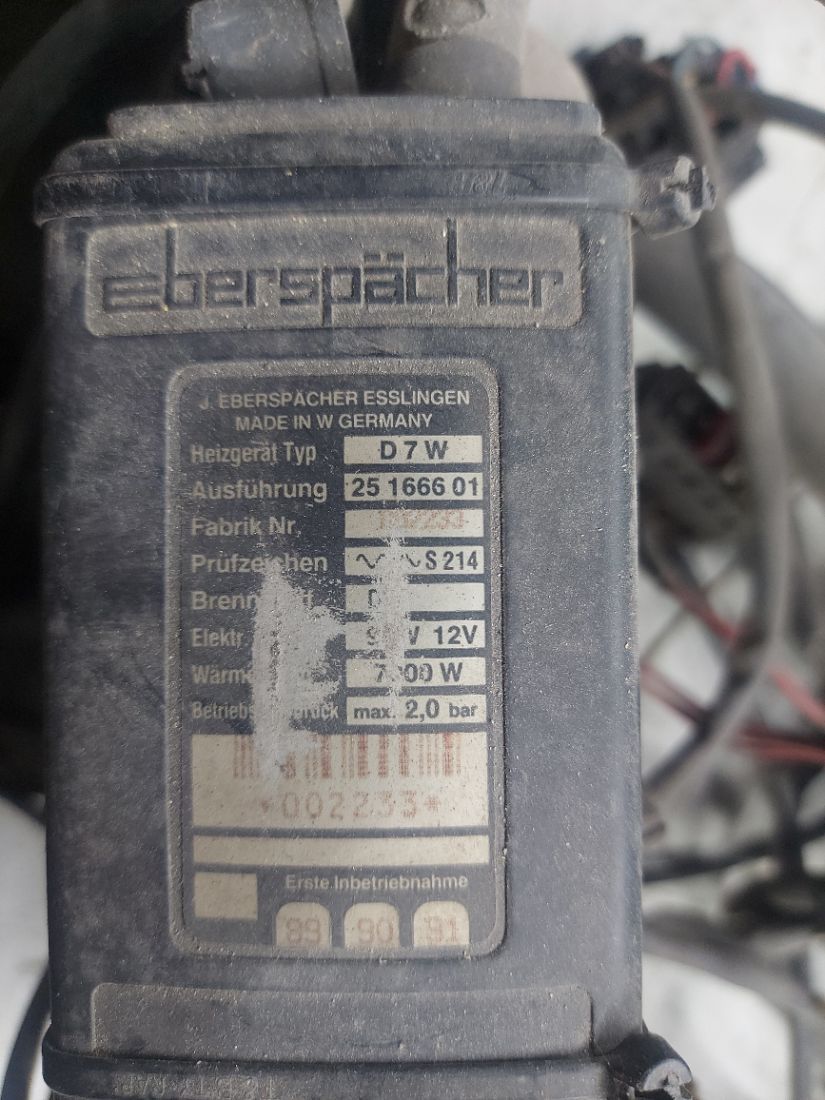 Eberspächer
J. EBERSPÄCHER ESSLINGEN
MADE IN W GERMANY
Heizgerät Typ D 7 W
Ausführung 25 1666 01
Fabrik Nr.
Prüfzeichen S 214
Elektr 12V
W
max. 2,0 bar
*002233*
Erste Inbetriebnahme
89 90 91